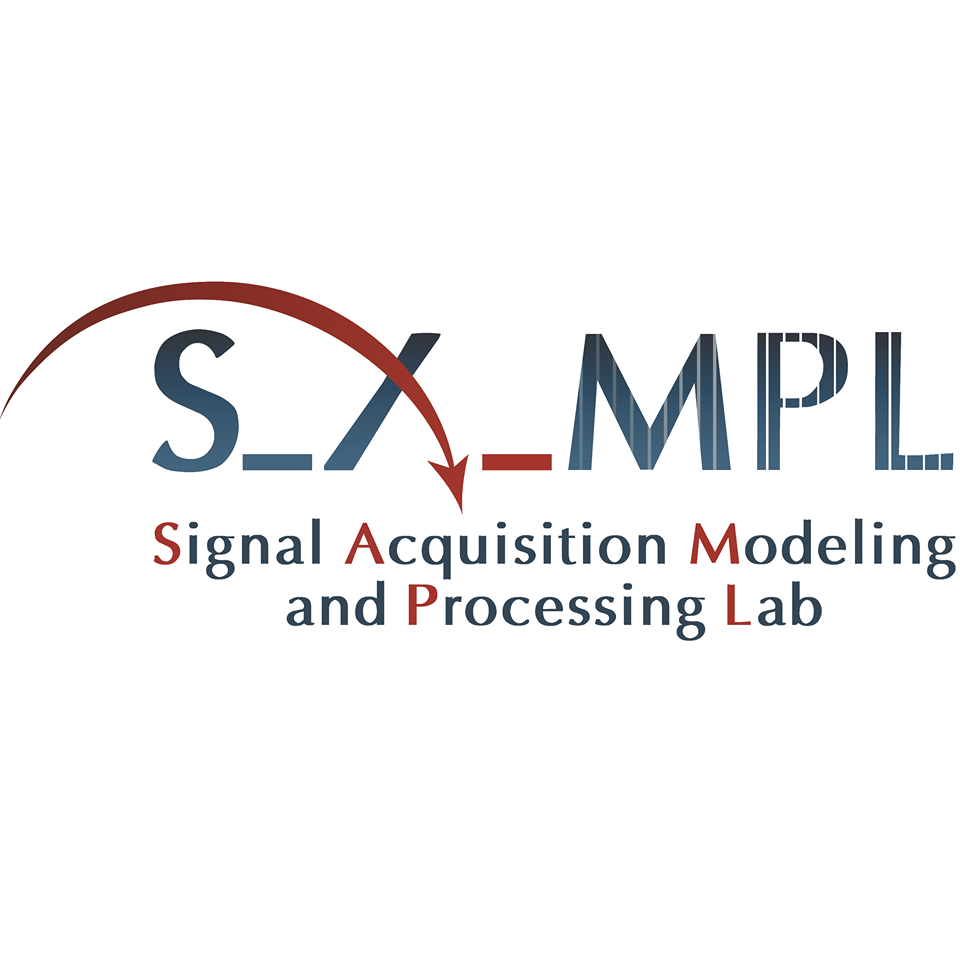 S_A_MPL
Signal Acquisition Modeling
and Processing Lab